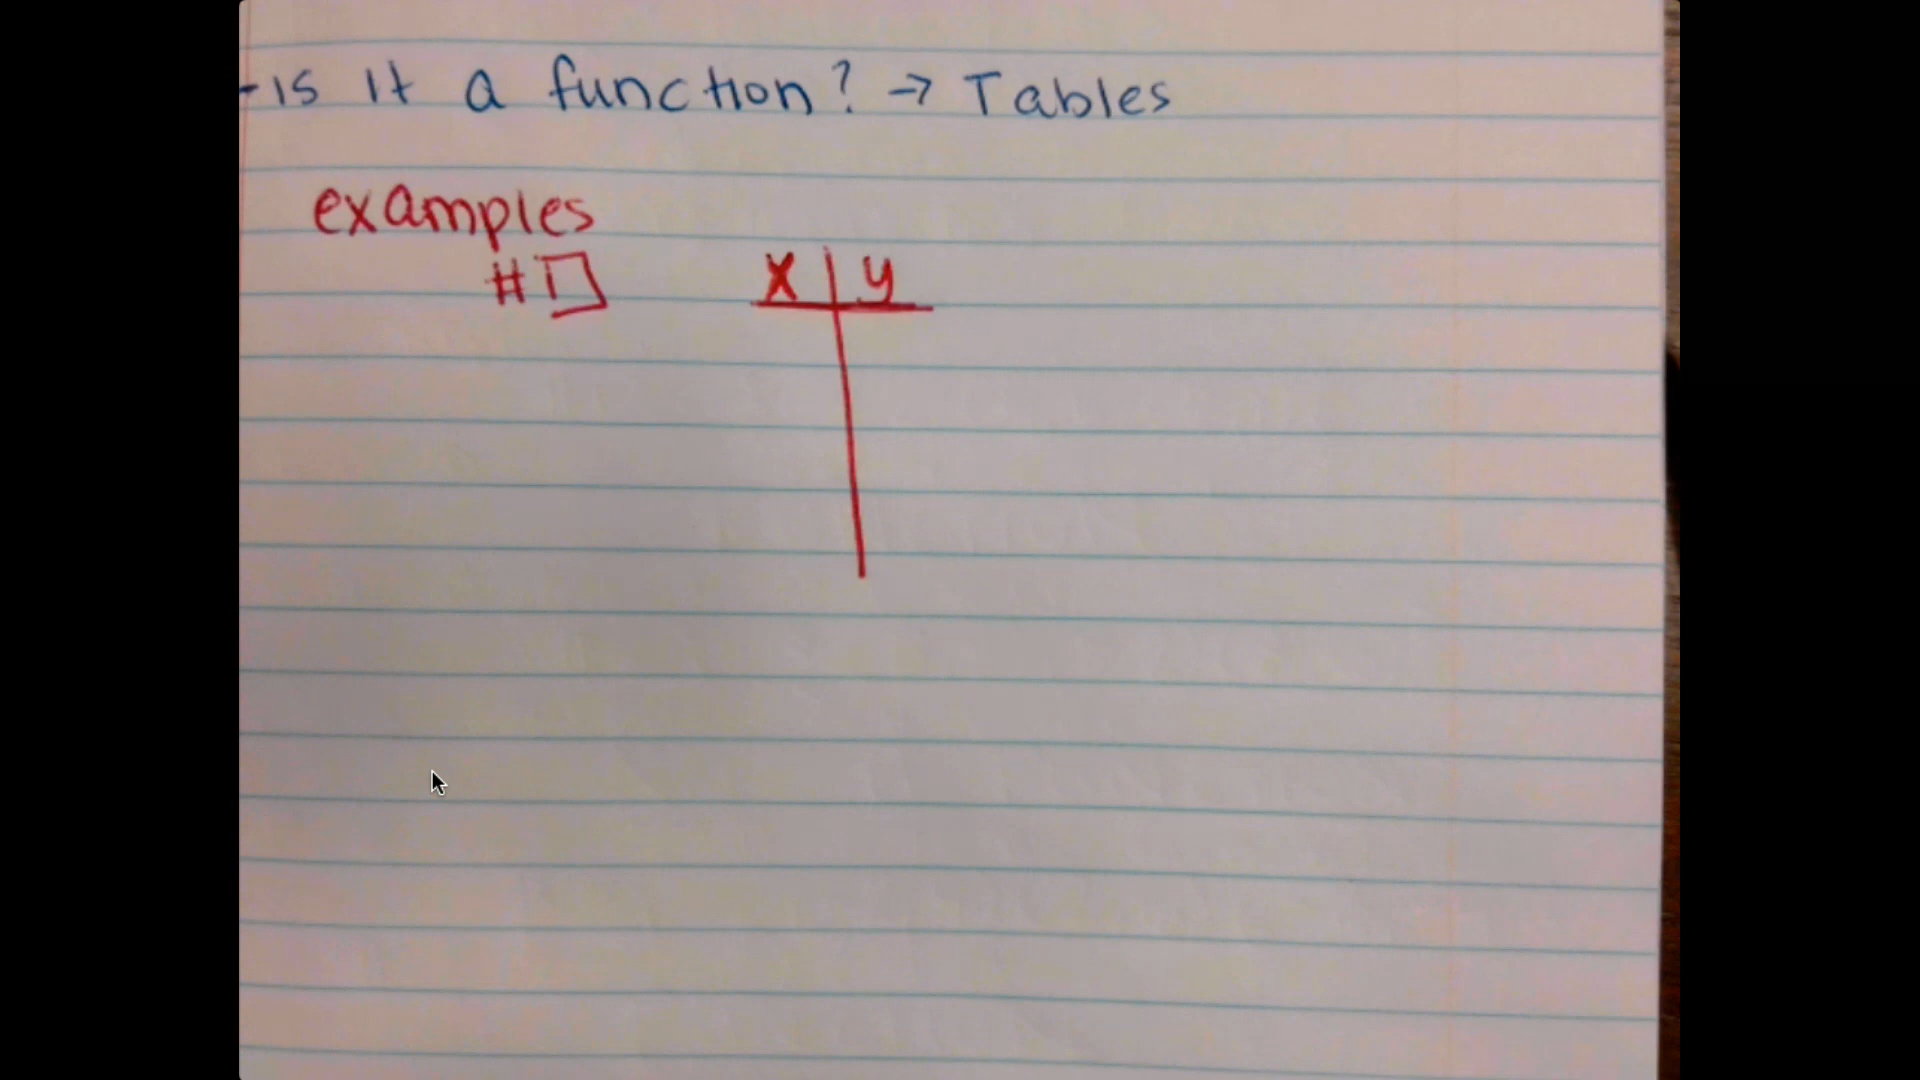 -is it a function? → Tables
examples
#1
x | y